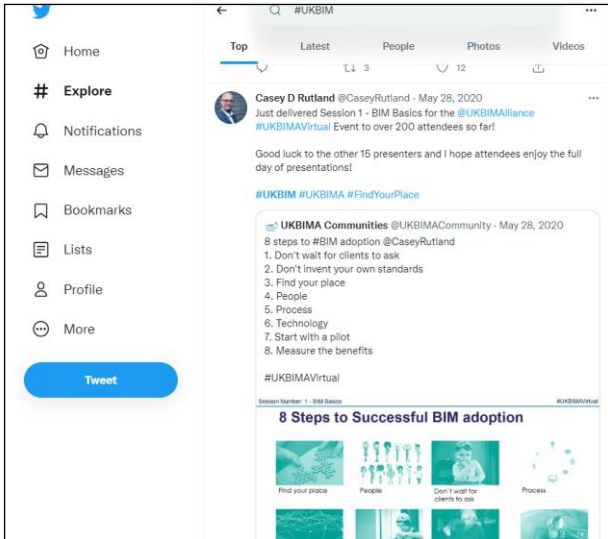 #UKBIM
Home
Explore
Notifications
Messages
Bookmarks
Lists
Profile
More
Tweet
Top Latest People Photos Videos
3 12
Casey D Rutland @CaseyRutland · May 28, 2020
Just delivered Session 1 - BIM Basics for the @UKBIMAlliance
#UKBIMAVirtual Event to over 200 attendees so far!
Good luck to the other 15 presenters and I hope attendees enjoy the full
day of presentations!
#UKBIM #UKBIMA #FindYourPlace
UKBIMA Communities @UKBIMACommunity · May 28, 2020
8 steps to #BIM adoption @CaseyRutland
1. Don't wait for clients to ask
2. Don't invent your own standards
3. Find your place
4. People
5. Process
6. Technology
7. Start with a pilot
8. Measure the benefits
#UKBIMAVirtual
Session Number: 1 - BIM Basics #UKBIMAVirtual
8 Steps to Successful BIM adoption
Find your place People Don't wait for Process
clients to ask